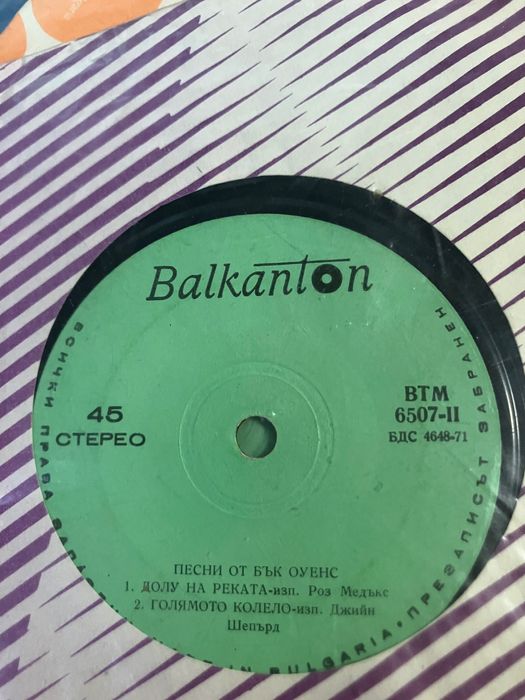 Balkanton
45
СТЕРЕО
ВТМ
6507-II
БДС 4648-71
ПЕСНИ ОТ БЪК ОУЕНС
1. ДОЛУ НА РЕКАТА-изп. Роз Медъкс
2. ГОЛЯМОТО КОЛЕЛО-изп. Джийн
Шепърд
ВСИЧКИ ПРАВА
IN BULGARIA • ПРЕЗАПИСЪТ ЗАБРАНЕН